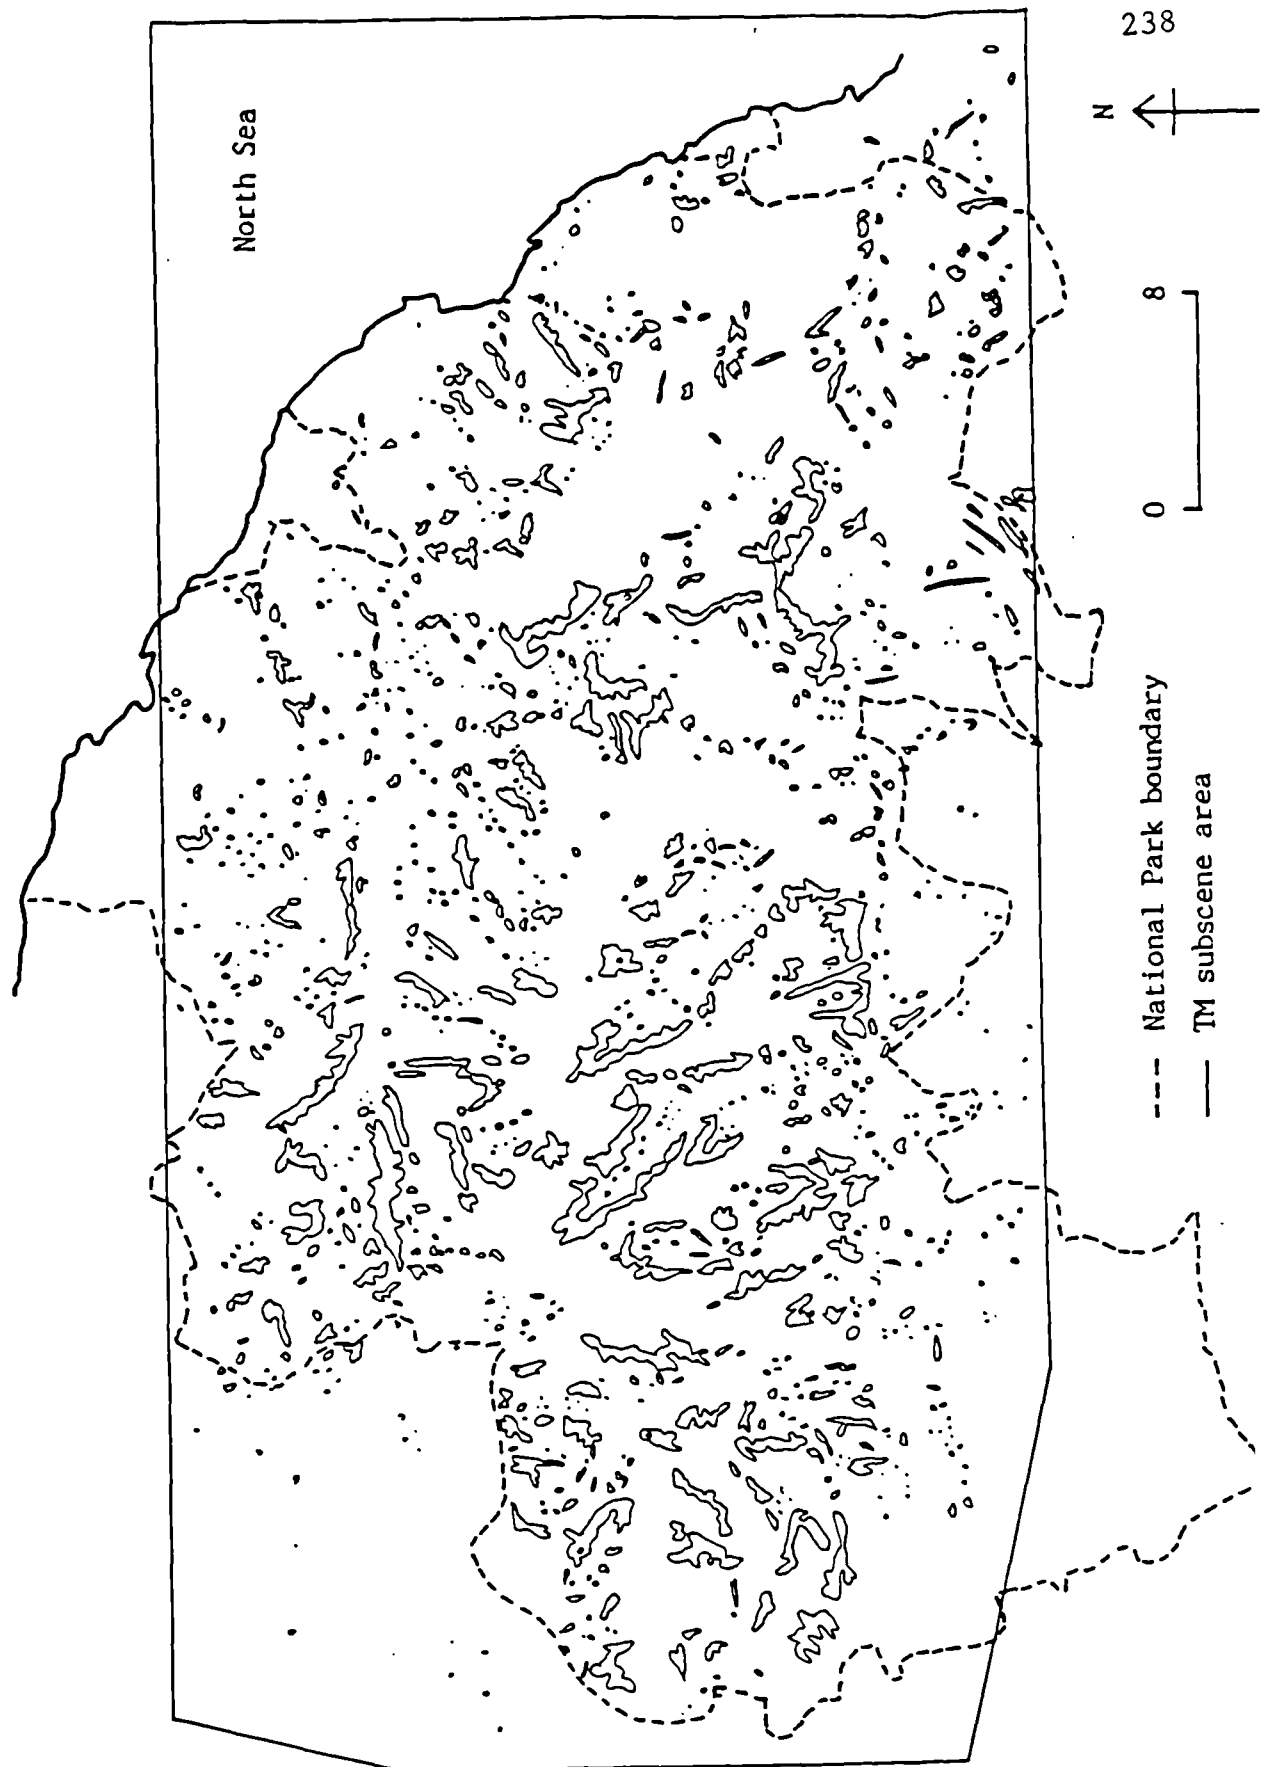 238
North Sea
N
0 8
--- National Park boundary
— TM subscene area